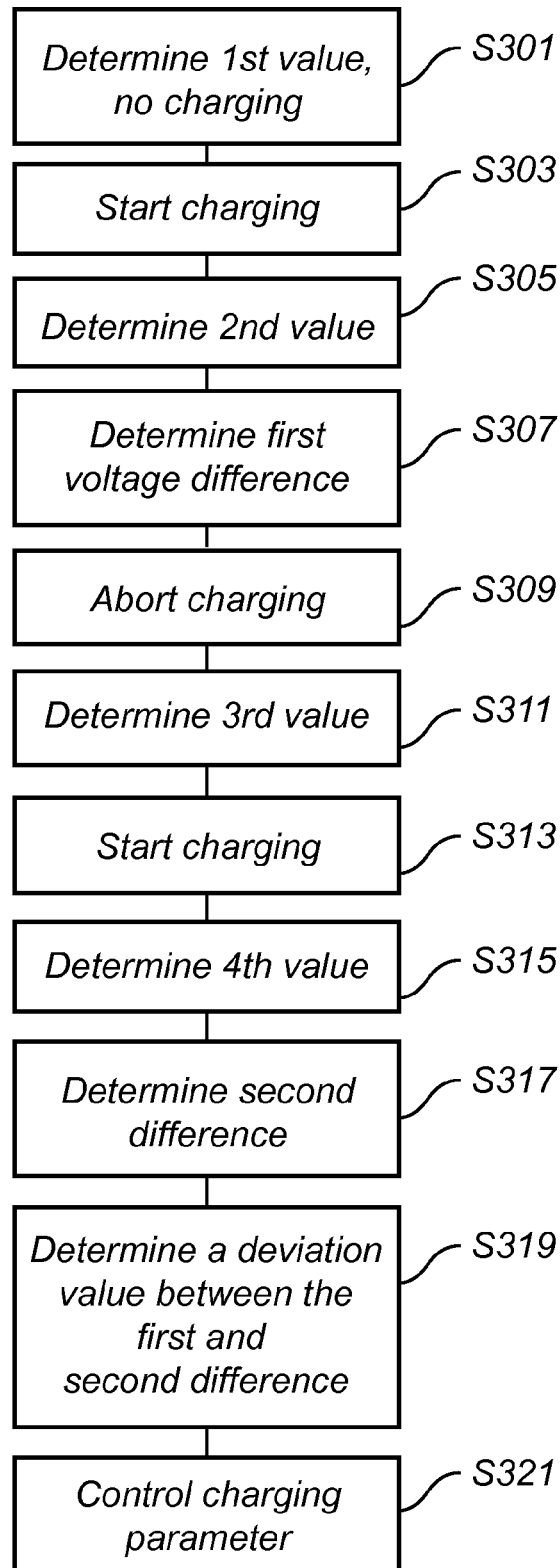 Determine 1st value,
no charging
S301
Start charging
S303
Determine 2nd value
S305
Determine first
voltage difference
S307
Abort charging
S309
Determine 3rd value
S311
Start charging
S313
Determine 4th value
S315
Determine second
difference
S317
Determine a deviation
value between the
first and
second difference
S319
Control charging
parameter
S321